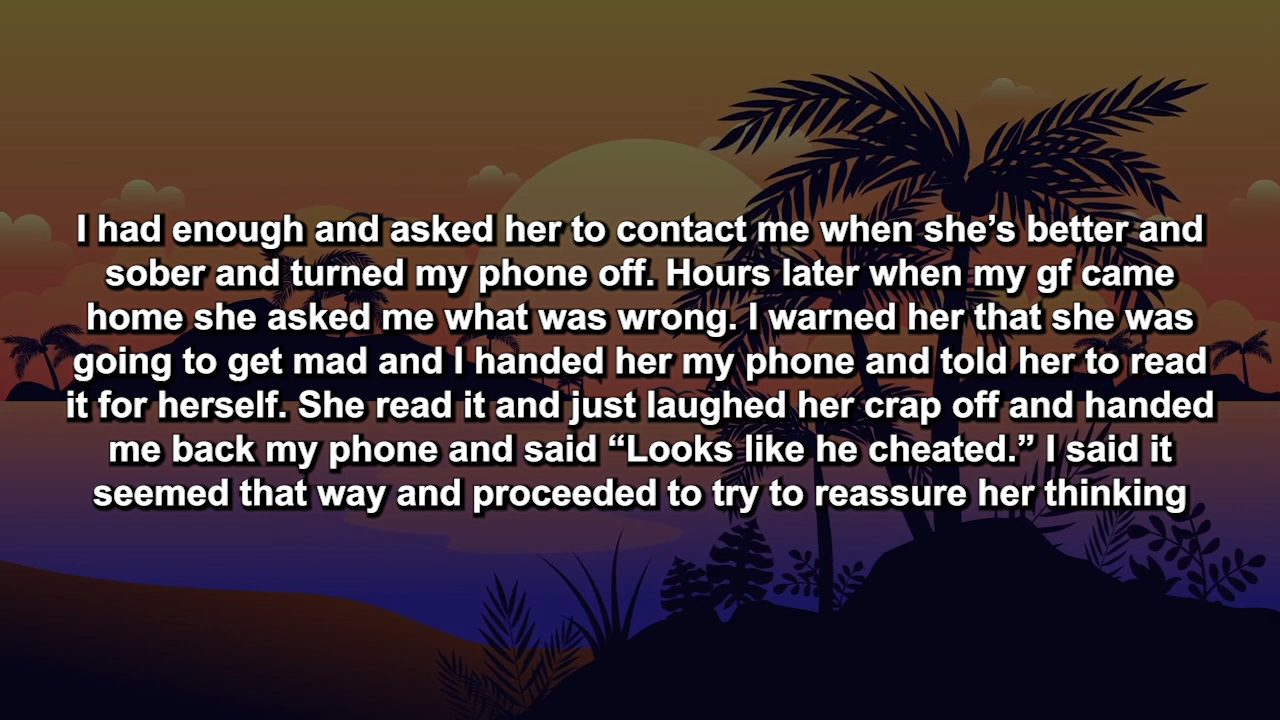 I had enough and asked her to contact me when she’s better and
sober and turned my phone off. Hours later when my gf came
home she asked me what was wrong. I warned her that she was
going to get mad and I handed her my phone and told her to read
it for herself. She read it and just laughed her crap off and handed
me back my phone and said “Looks like he cheated.” I said it
seemed that way and proceeded to try to reassure her thinking